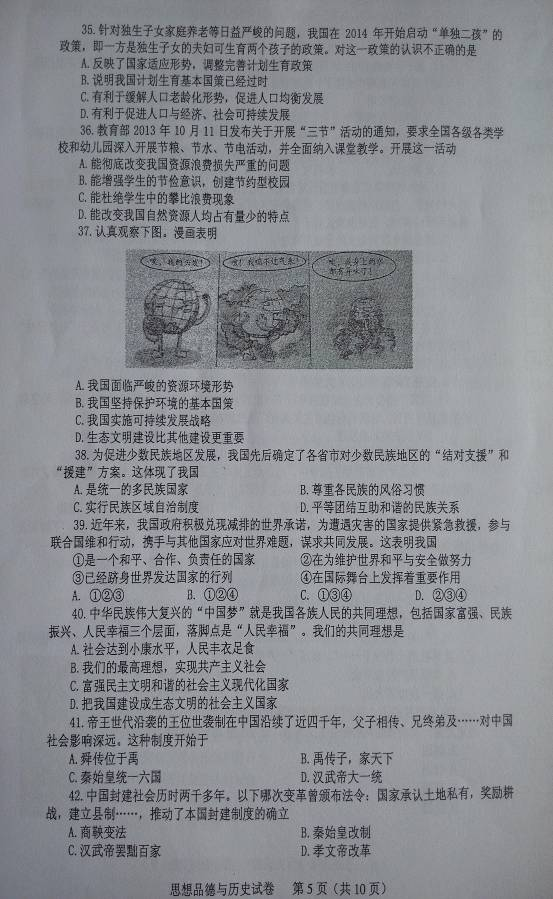 35.针对独生子女家庭养老等日益严峻的问题，我国在 2014 年开始启动“单独二孩”的
政策，即一方是独生子女的夫妇可生育两个孩子的政策。对这一政策的认识不正确的是
A.反映了国家适应形势，调整完善计划生育政策
B.说明我国计划生育基本国策已经过时
C.有利于缓解人口老龄化形势，促进人口均衡发展
D.有利于促进人口与经济、社会可持续发展
36.教育部 2013 年 10 月 11 日发布关于开展“三节”活动的通知，要求全国各级各类学
校和幼儿园深入开展节粮、节水、节电活动，并全面纳入课堂教学。开展这一活动
A.能彻底改变我国资源浪费损失严重的问题
B.能增强学生的节俭意识，创建节约型校园
C.能杜绝学生中的攀比浪费现象
D.能改变我国自然资源人均占有量少的特点
37.认真观察下图。漫画表明
唉，我的头发！
唉！我喘不过气来！
A.我国面临严峻的资源环境形势
B.我国坚持保护环境的基本国策
C.我国实施可持续发展战略
D.生态文明建设比其他建设更重要
38.为促进少数民族地区发展，我国先后确定了各省市对少数民族地区的“结对支援”和
“援建”方案。这体现了我国
A.是统一的多民族国家 B.尊重各民族的风俗习惯
C.实行民族区域自治制度 D.平等团结互助和谐的民族关系
39.近年来，我国政府积极兑现减排的世界承诺，为遭遇灾害的国家提供紧急救援，参与
联合国维和行动，携手与其他国家应对世界难题，谋求共同发展。这表明我国
①是一个和平、合作、负责任的国家 ②在为维护世界和平与安全做努力
③已经跻身世界发达国家的行列 ④在国际舞台上发挥着重要作用
A. ①②③ B. ①②④ C. ①③④ D. ②③④
40.中华民族伟大复兴的“中国梦”就是我国各族人民的共同理想，包括国家富强、民族
振兴、人民幸福三个层面，落脚点是“人民幸福”。我们的共同理想是
A.社会达到小康水平，人民丰衣足食
B.我们的最高理想，实现共产主义社会
C.富强民主文明和谐的社会主义现代化国家
D.把我国建设成生态文明的社会主义国家
41.帝王世代沿袭的王位世袭制在中国沿续了近四千年，父子相传、兄终弟及……对中国
社会影响深远。这种制度开始于
A.舜传位于禹 B.禹传子，家天下
C.秦始皇统一六国 D.汉武帝大一统
42.中国封建社会历时两千多年。以下哪次变革曾颁布法令：国家承认土地私有，奖励耕
战，建立县制……，推动了本国封建制度的确立
A.商鞅变法 B.秦始皇改制
C.汉武帝罢黜百家 D.孝文帝改革
思想品德与历史试卷 第 5 页（共 10 页）